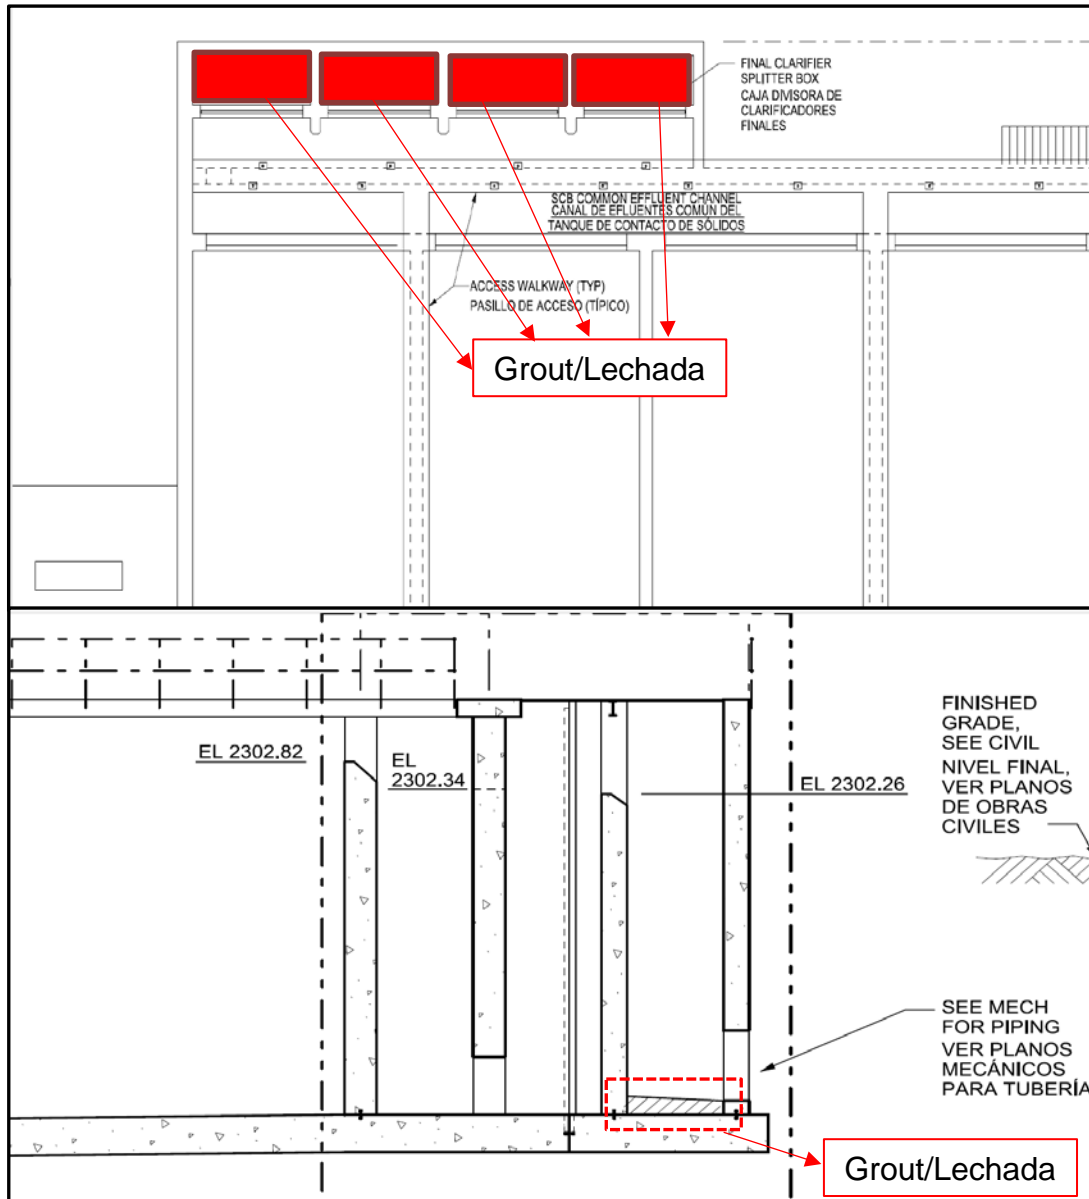 FINAL CLARIFIER
SPLITTER BOX
CAJA DIVISORA DE
CLARIFICADORES
FINALES
SCB COMMON EFFLUENT CHANNEL
CANAL DE EFLUENTES COMÚN DEL
TANQUE DE CONTACTO DE SÓLIDOS
ACCESS WALKWAY (TYP)
PASILLO DE ACCESO (TÍPICO)
Grout/Lechada
EL 2302.82
EL
2302.34
EL 2302.26
FINISHED
GRADE,
SEE CIVIL
NIVEL FINAL,
VER PLANOS
DE OBRAS
CIVILES
SEE MECH
FOR PIPING
VER PLANOS
MECÁNICOS
PARA TUBERÍA
Grout/Lechada